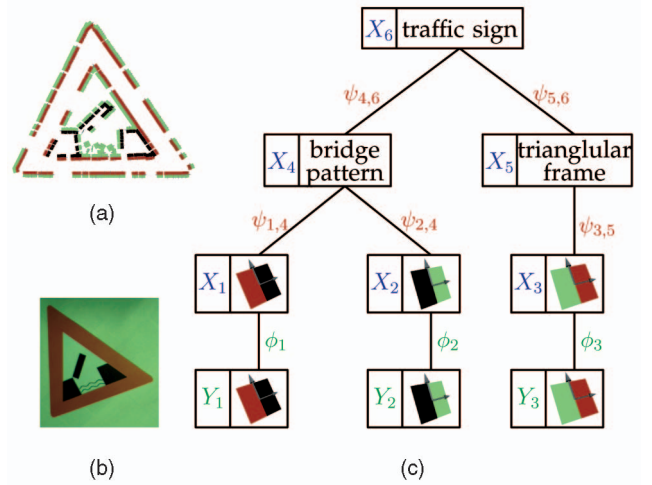 X6 traffic sign
ψ4,6 ψ5,6
X4 bridge pattern
X5 trianglular frame
(a)
ψ1,4 ψ2,4 ψ3,5
X1 X2 X3
ϕ1 ϕ2 ϕ3
Y1 Y2 Y3
(b) (c)